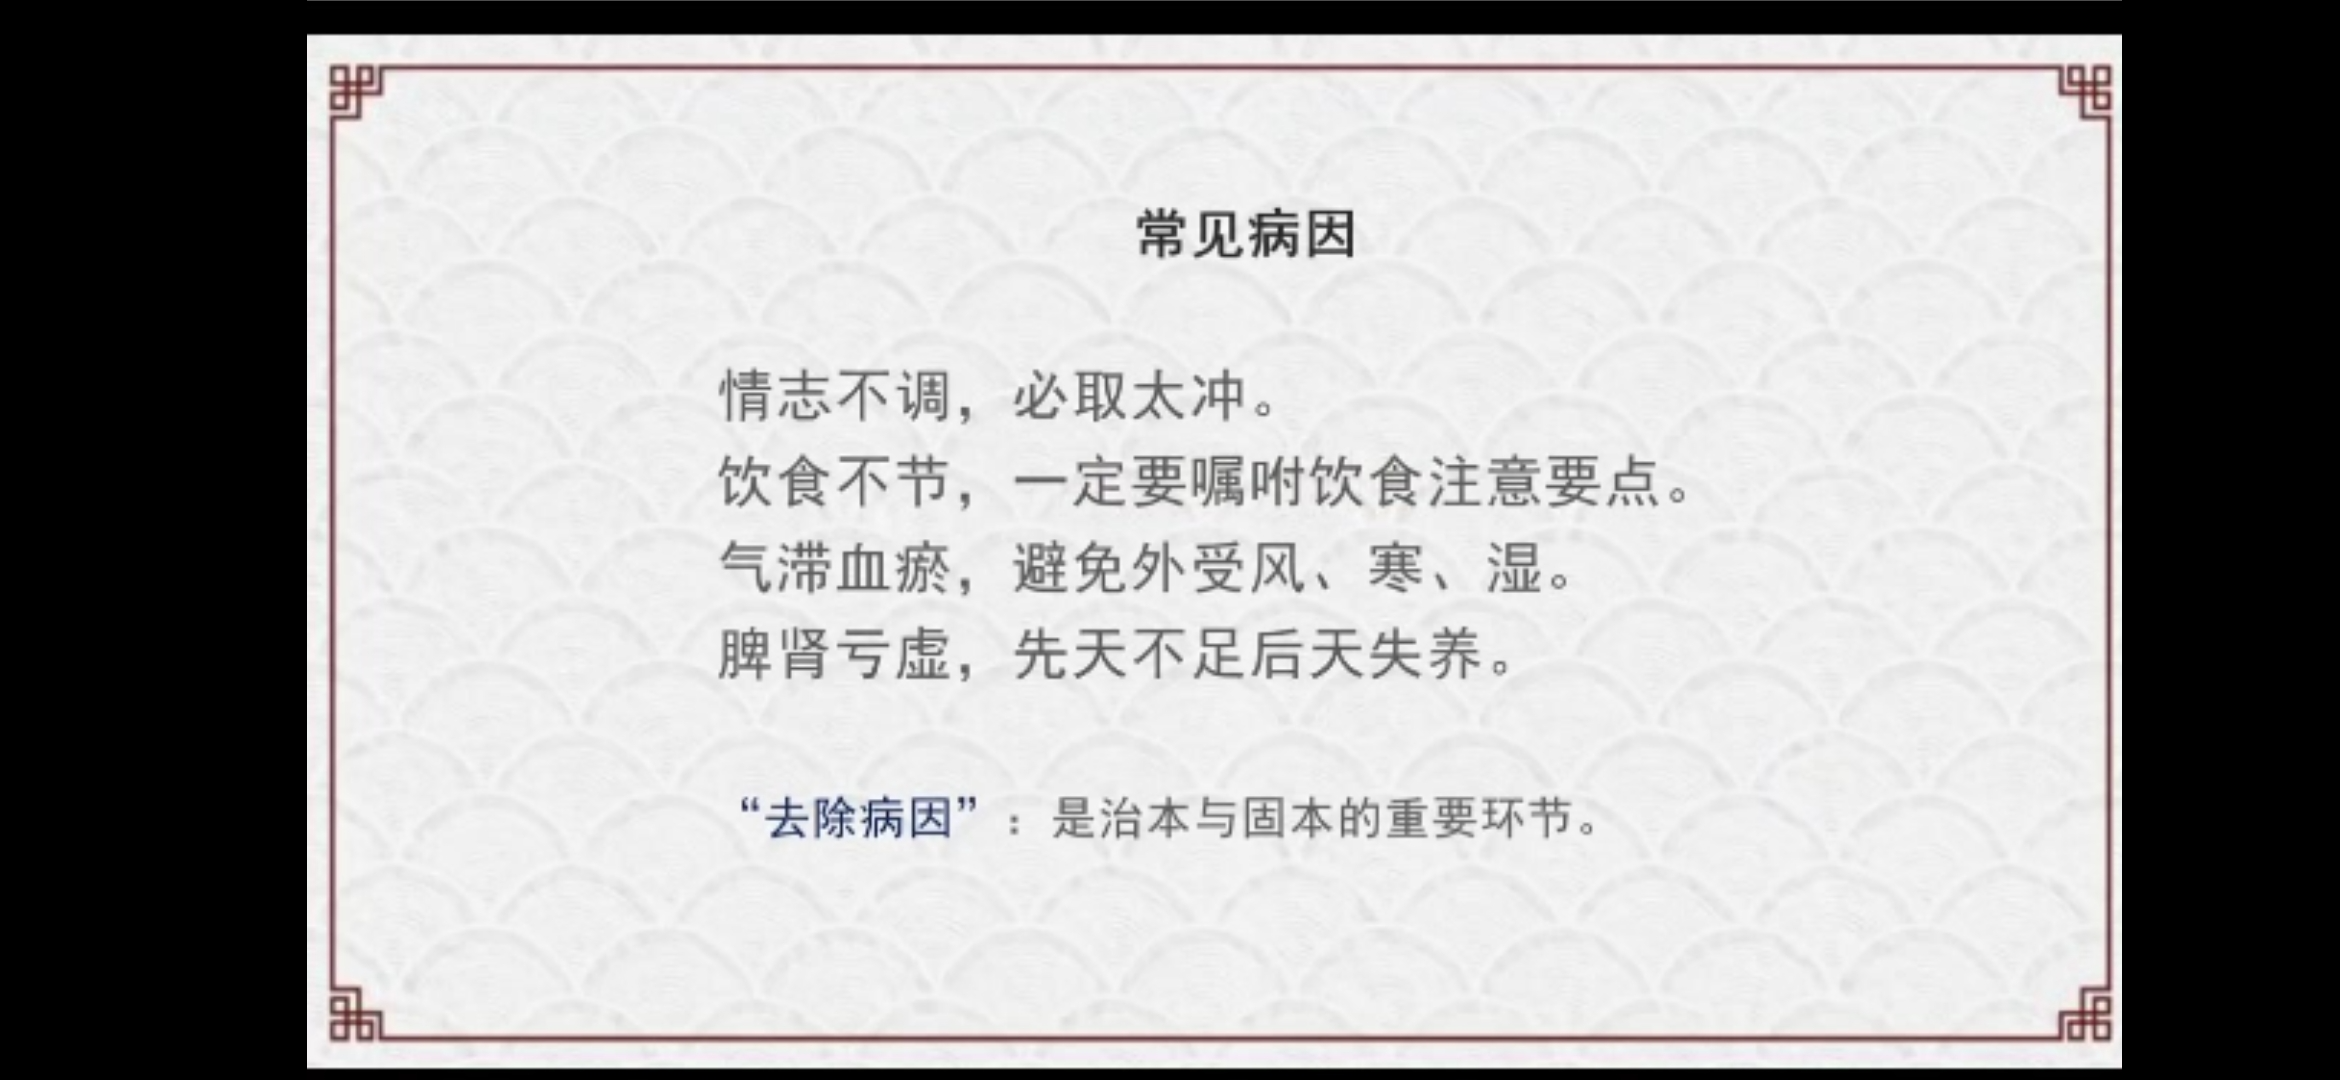 常见病因
情志不调，必取太冲。
饮食不节，一定要嘱咐饮食注意要点。
气滞血瘀，避免外受风、寒、湿。
脾肾亏虚，先天不足后天失养。
“去除病因”：是治本与固本的重要环节。